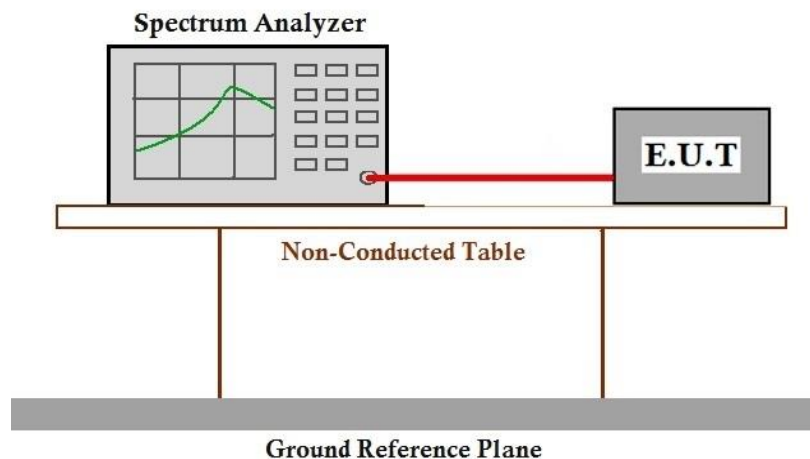 Spectrum Analyzer
E.U.T
Non-Conducted Table
Ground Reference Plane